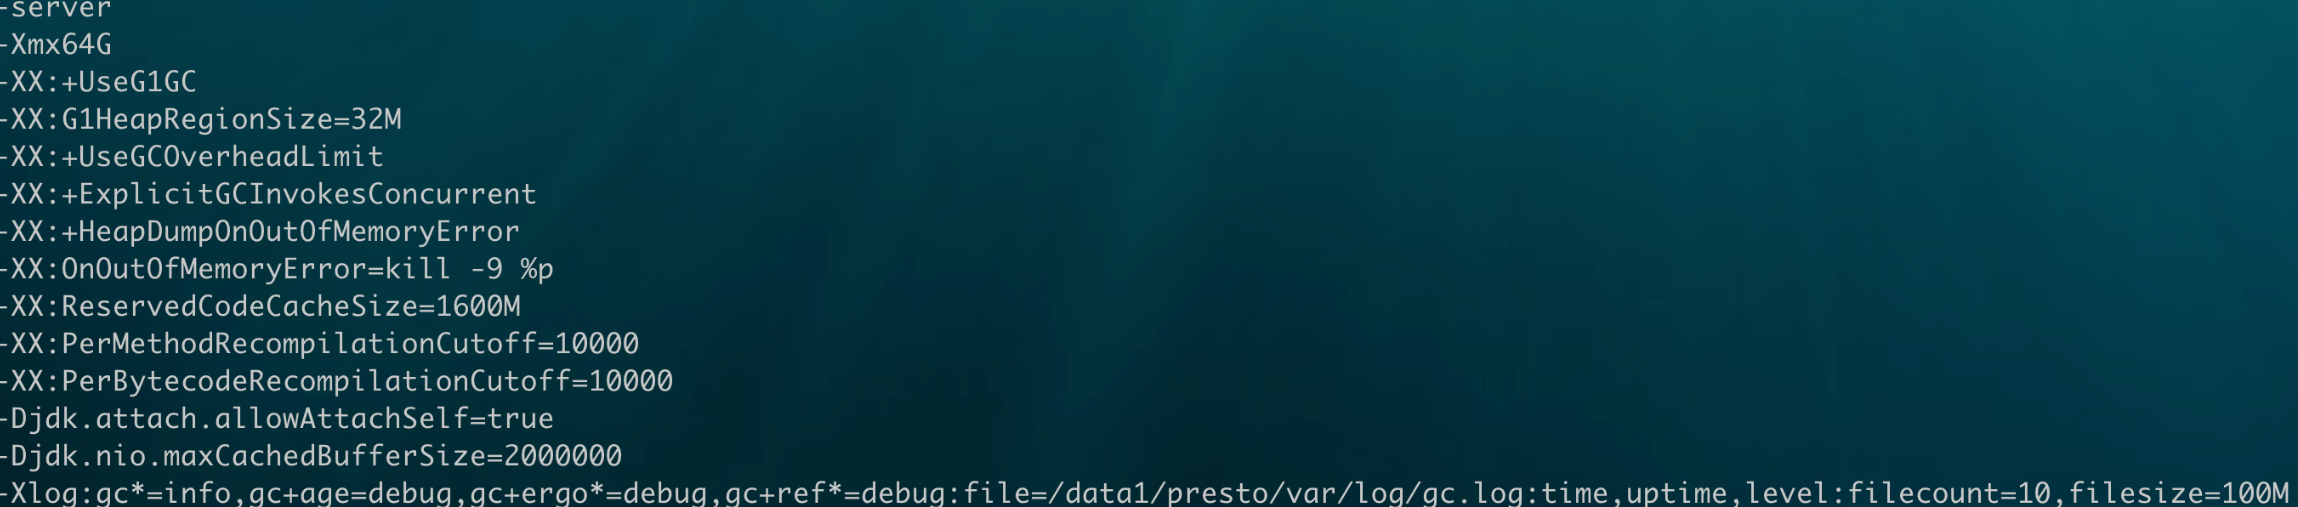 -server
-Xmx64G
-XX:+UseG1GC
-XX:G1HeapRegionSize=32M
-XX:+UseGCOverheadLimit
-XX:+ExplicitGCInvokesConcurrent
-XX:+HeapDumpOnOutOfMemoryError
-XX:OnOutOfMemoryError=kill -9 %p
-XX:ReservedCodeCacheSize=1600M
-XX:PerMethodRecompilationCutoff=10000
-XX:PerBytecodeRecompilationCutoff=10000
-Djdk.attach.allowAttachSelf=true
-Djdk.nio.maxCachedBufferSize=2000000
-Xlog:gc*=info,gc+age=debug,gc+ergo*=debug,gc+ref*=debug:file=/data1/presto/var/log/gc.log:time,uptime,level:filecount=10,filesize=100M